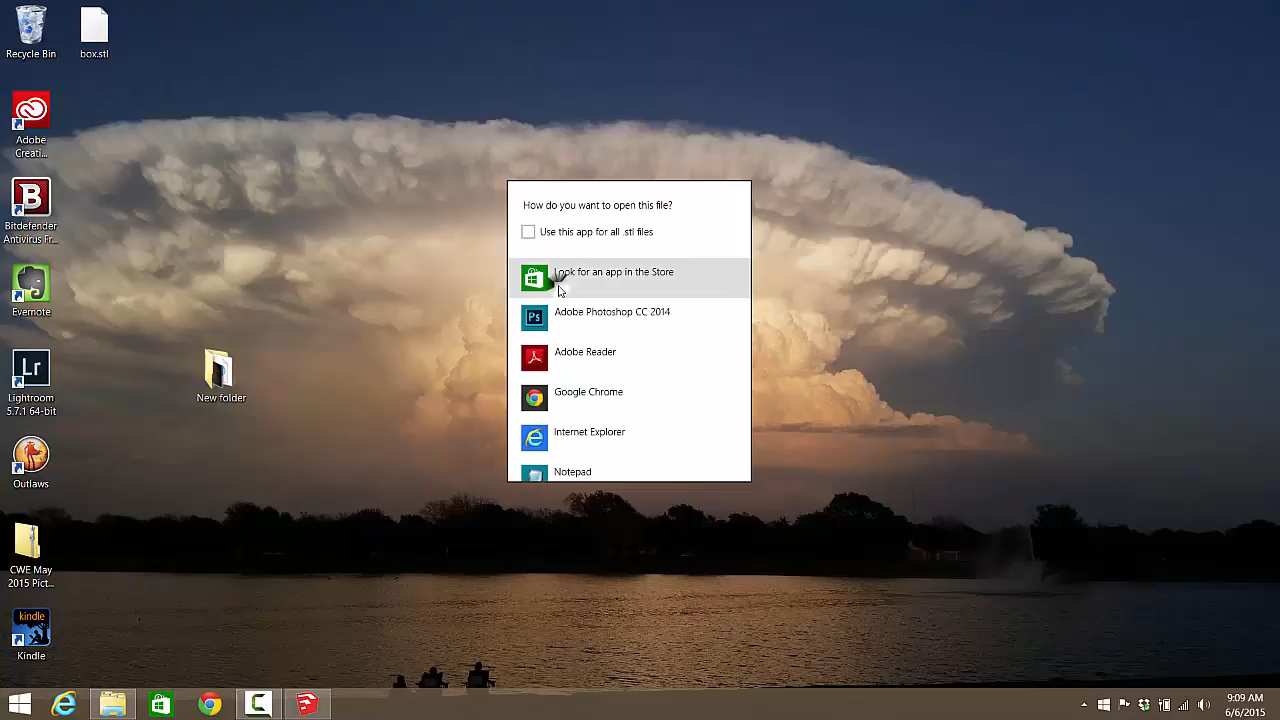 Recycle Bin
box.stl
Adobe
Creati...
Bitdefender
Antivirus Fr...
Evernote
Lr
Lightroom
5.7.1 64-bit
Outlaws
CWE May
2015 Pict...
kindle
Kindle
New folder
How do you want to open this file?
Use this app for all .stl files
Look for an app in the Store
Ps
Adobe Photoshop CC 2014
Adobe Reader
Google Chrome
Internet Explorer
Notepad
9:09 AM
6/6/2015